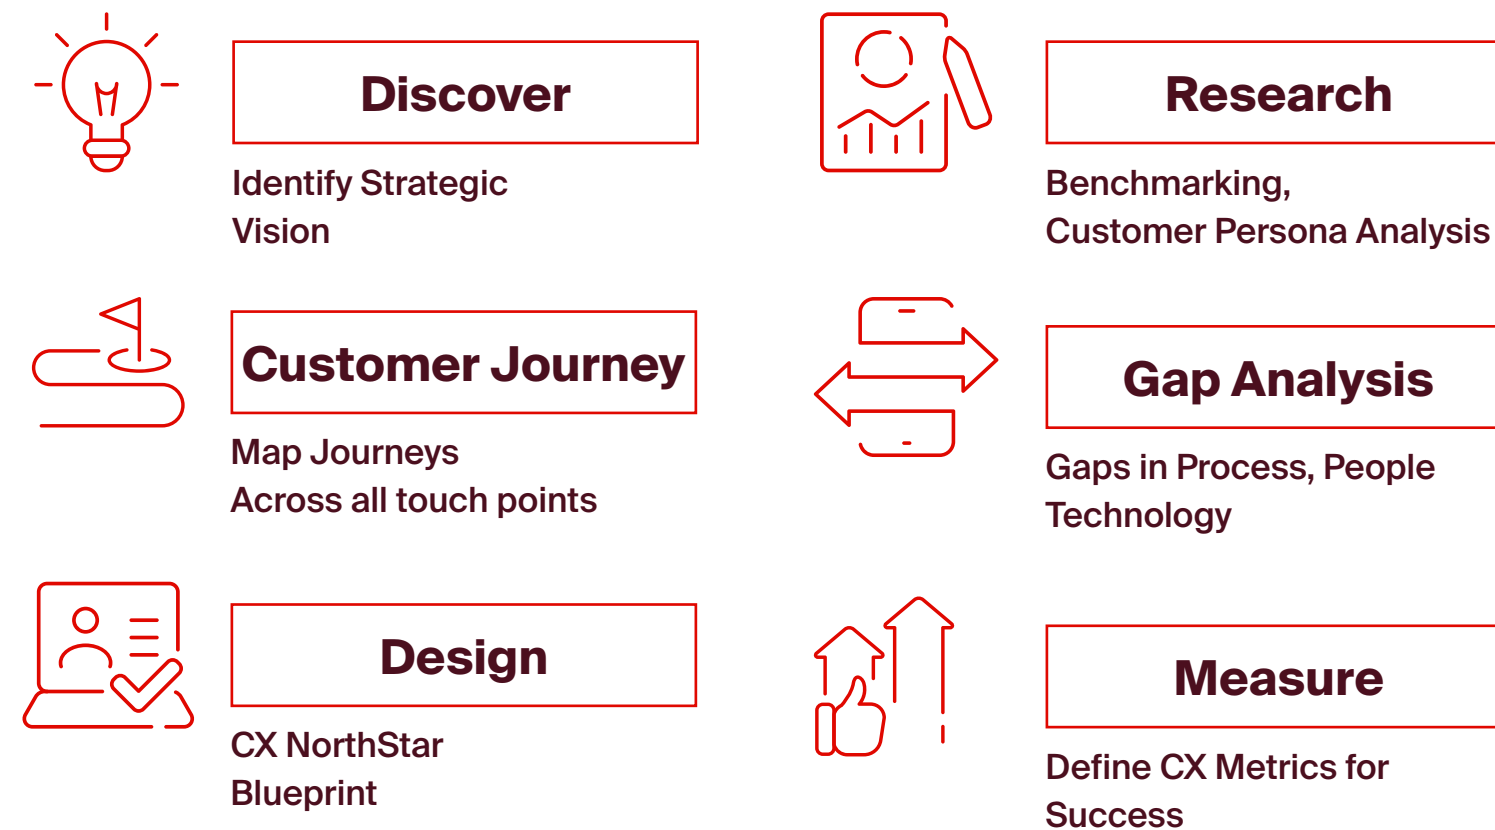 Discover
Identify Strategic
Vision
Research
Benchmarking,
Customer Persona Analysis
Customer Journey
Map Journeys
Across all touch points
Gap Analysis
Gaps in Process, People
Technology
Design
CX NorthStar
Blueprint
Measure
Define CX Metrics for
Success